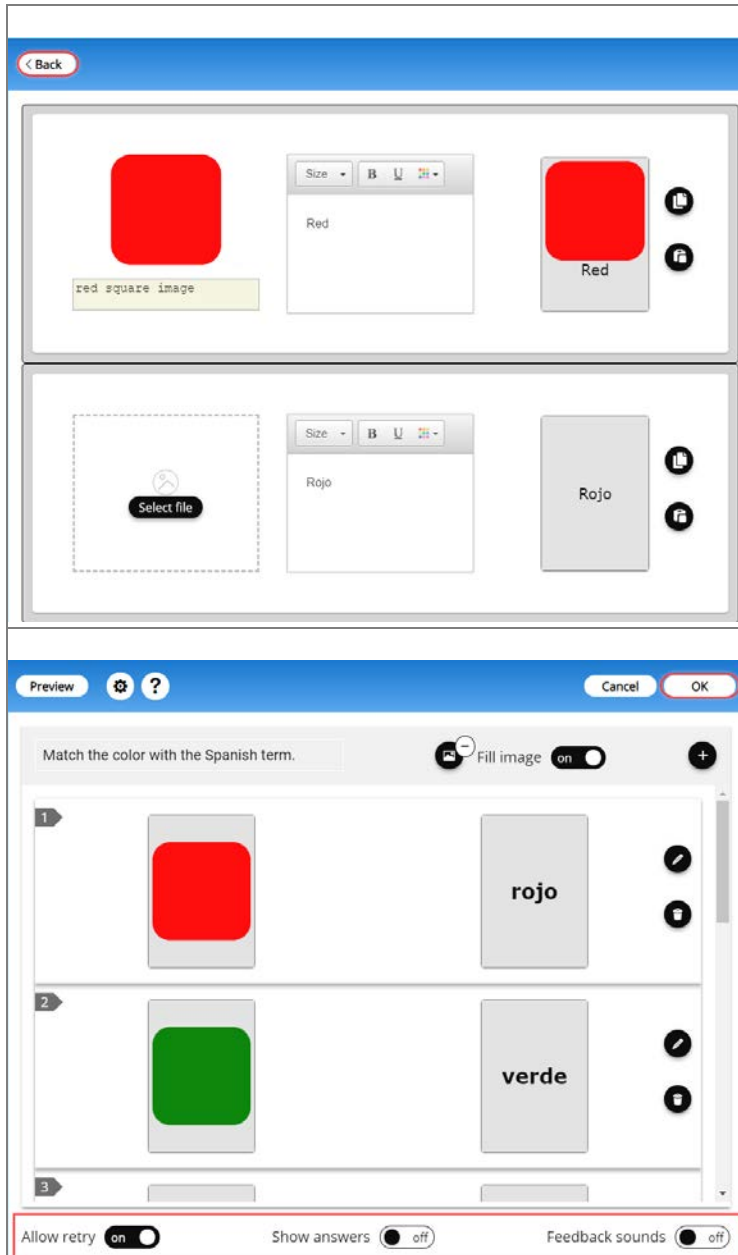 < Back
Size B U
Red
red square image
Red
Size B U
Rojo
Select file
Rojo
Preview ? Cancel OK
Match the color with the Spanish term. Fill image on +
1
rojo
2
verde
3
Allow retry on Show answers off Feedback sounds off